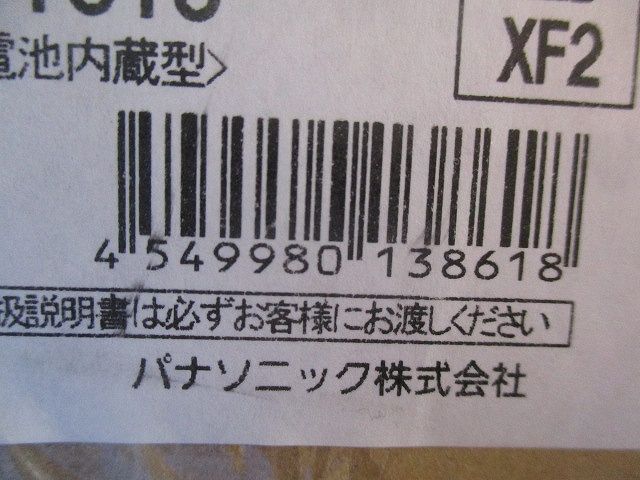 XF2
電池内蔵型>
4 549980 138618
扱説明書は必ずお客様にお渡しください
パナソニック株式会社